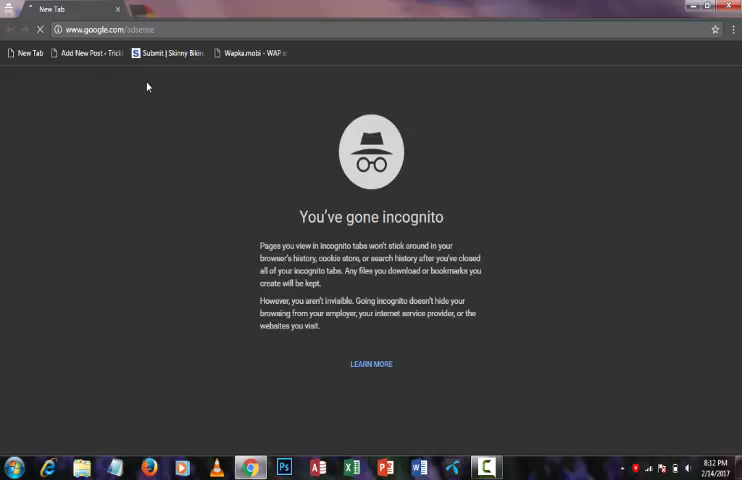 New Tab
www.google.com/adsense
New Tab
Add New Post ‹ Trickl
S Submit | Skinny Bikin
Wapka.mobi - WAP s
You've gone incognito
Pages you view in incognito tabs won't stick around in your
browser's history, cookie store, or search history after you've closed
all of your incognito tabs. Any files you download or bookmarks you
create will be kept.
However, you aren't invisible. Going incognito doesn't hide your
browsing from your employer, your internet service provider, or the
websites you visit.
LEARN MORE
Ps
8:12 PM
2/14/2017